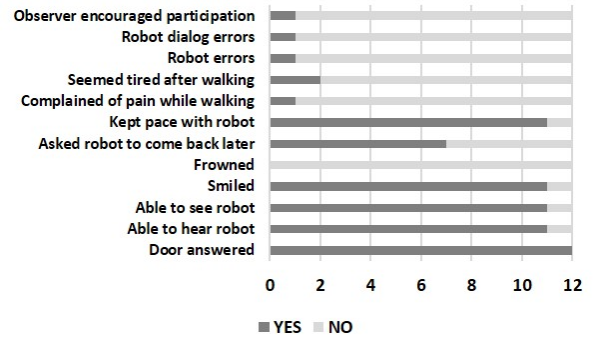 Observer encouraged participation
Robot dialog errors
Robot errors
Seemed tired after walking
Complained of pain while walking
Kept pace with robot
Asked robot to come back later
Frowned
Smiled
Able to see robot
Able to hear robot
Door answered
0 2 4 6 8 10 12
YES NO